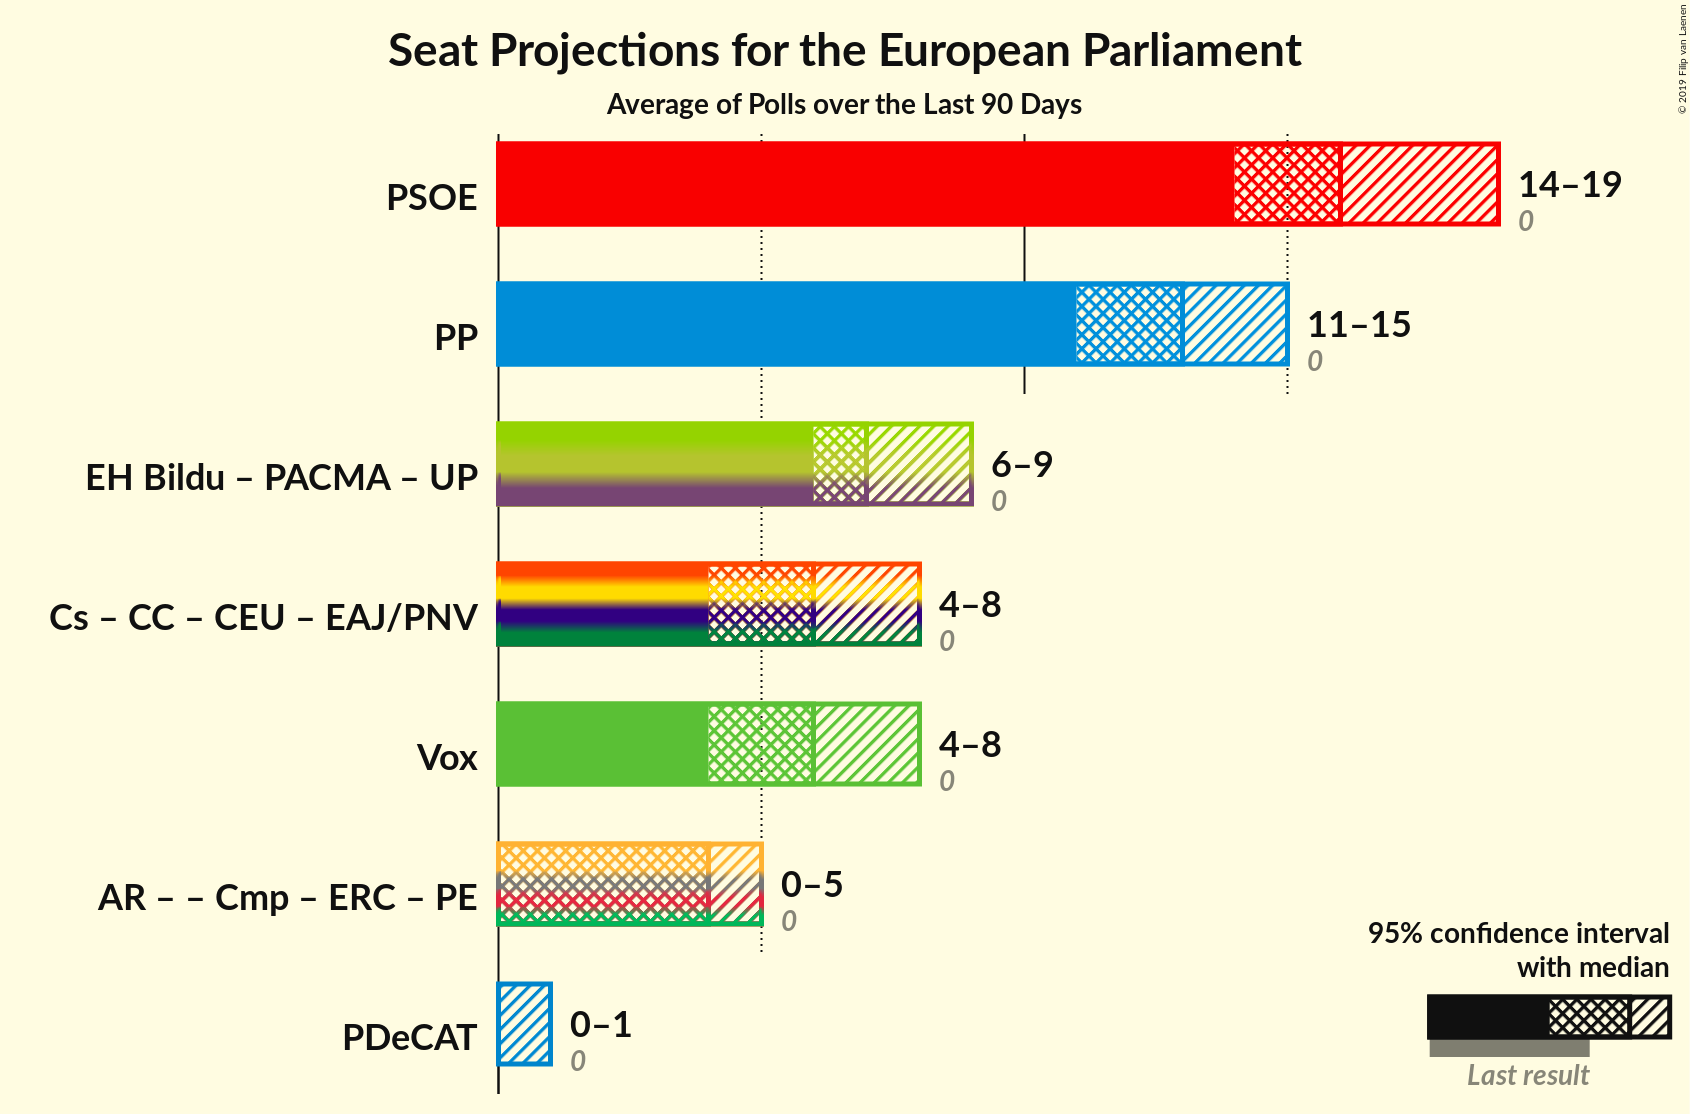 Seat Projections for the European Parliament
Average of Polls over the Last 90 Days
© 2019 Filip van Laenen
PSOE
14–19
0
PP
11–15
0
EH Bildu – PACMA – UP
6–9
0
Cs – CC – CEU – EAJ/PNV
4–8
0
Vox
4–8
0
AR – – Cmp – ERC – PE
0–5
0
PDeCAT
0–1
0
95% confidence interval
with median
Last result